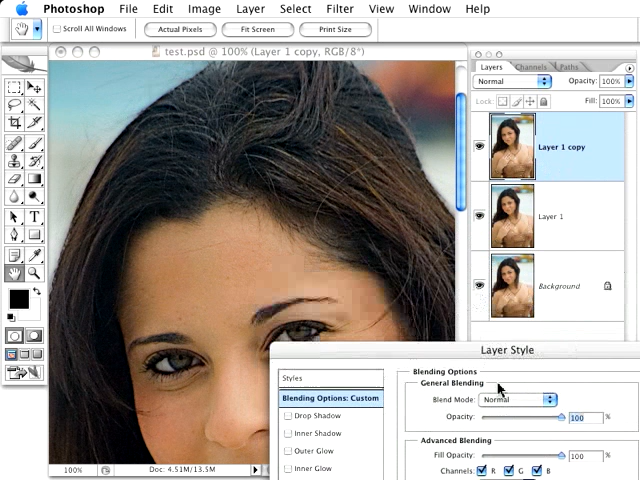 Photoshop File Edit Image Layer Select Filter View Window Help
Scroll All Windows Actual Pixels Fit Screen Print Size
test.psd @ 100% (Layer 1 copy, RGB/8*)
Layers Channels Paths
Normal Opacity: 100%
Lock: Fill: 100%
Layer 1 copy
Layer 1
Background
T
Layer Style
Styles
Blending Options: Custom
Drop Shadow
Inner Shadow
Outer Glow
Inner Glow
Blending Options
General Blending
Blend Mode: Normal
Opacity: 100 %
Advanced Blending
Fill Opacity: 100 %
Channels: R G B
100% Doc: 4.51M/13.5M